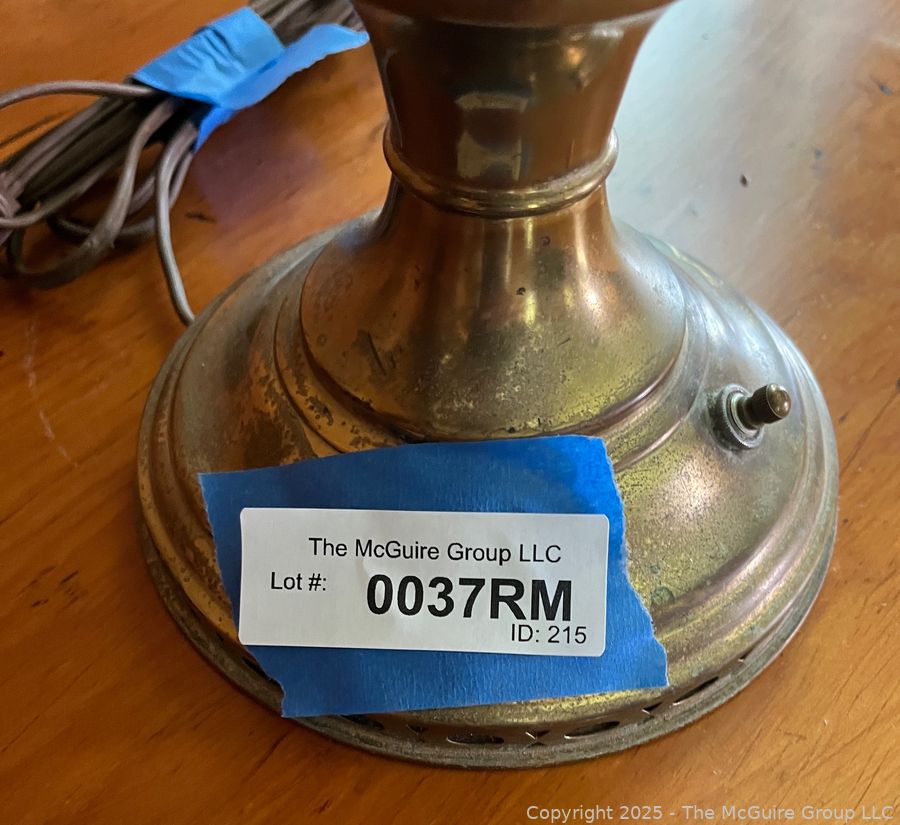 The McGuire Group LLC
Lot #: 0037RM
ID: 215
Copyright 2025 - The McGuire Group LLC